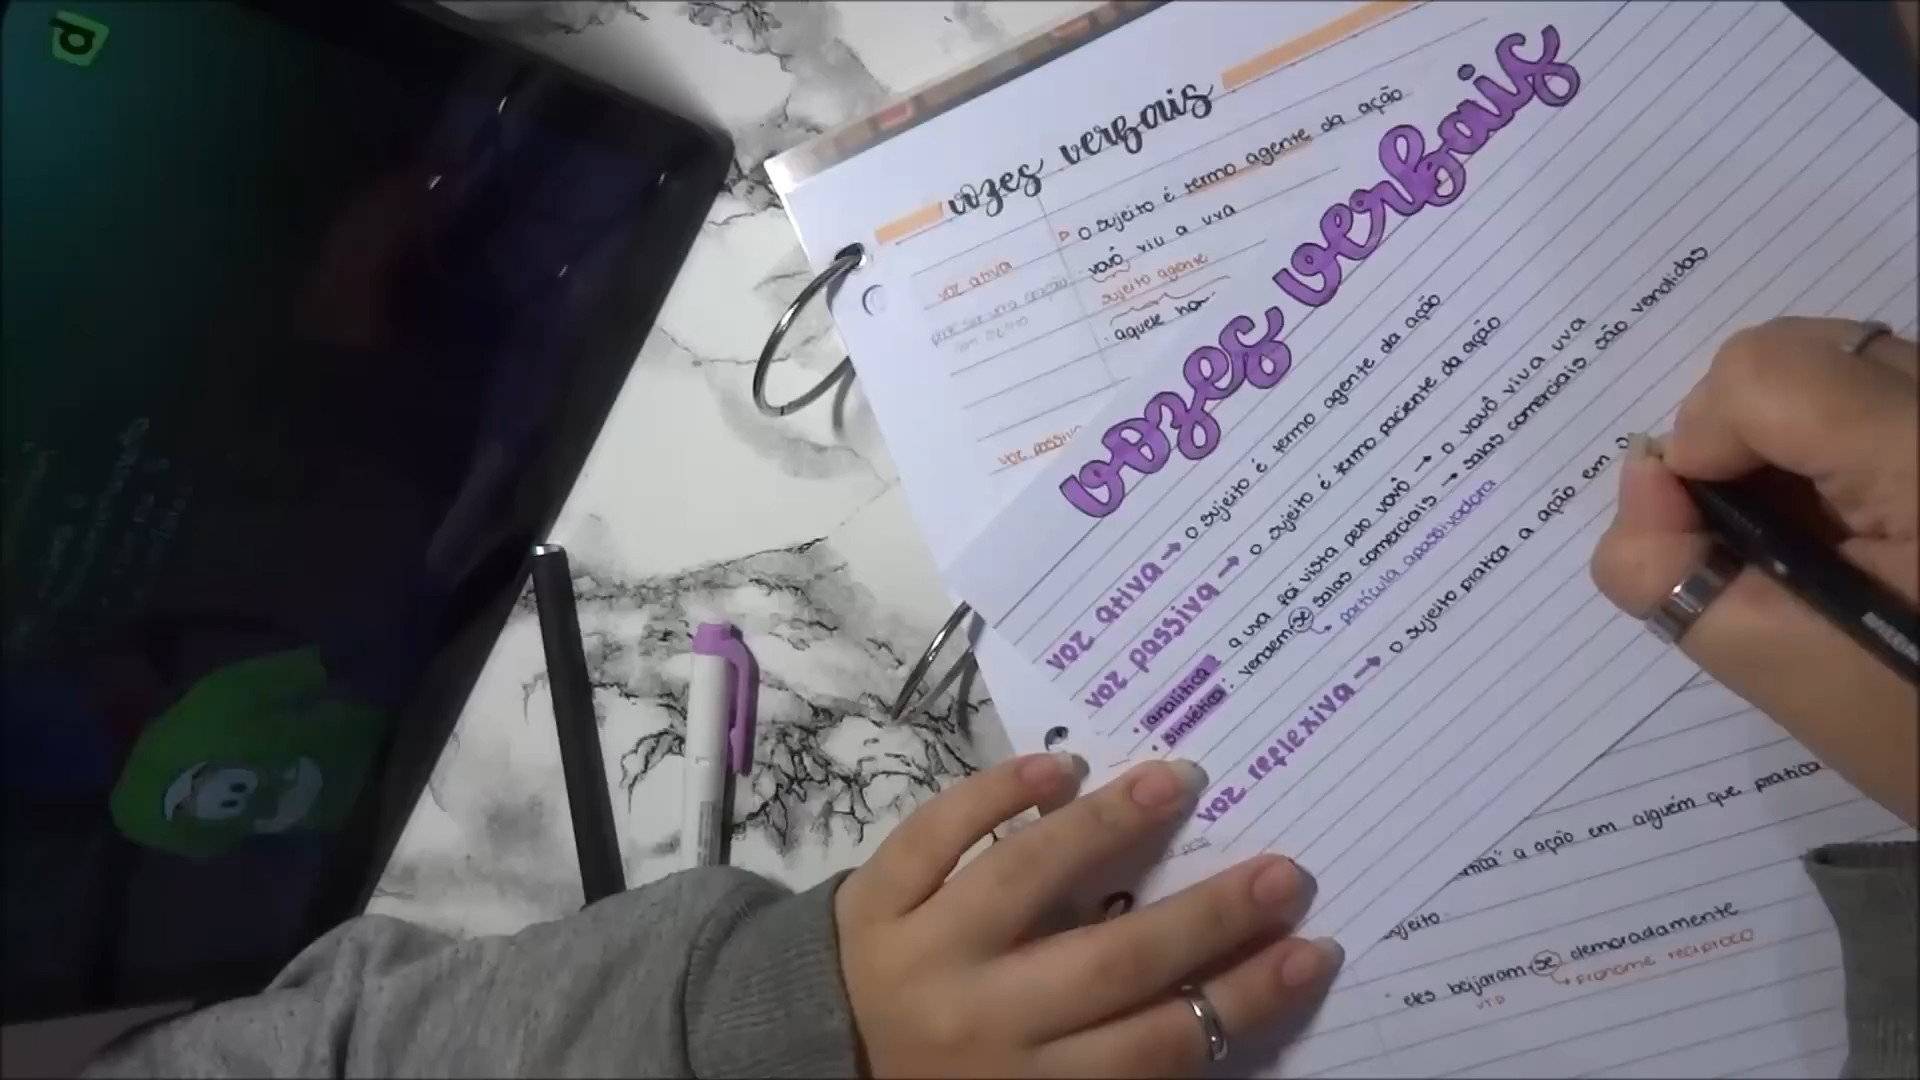 vozes verbais
voz ativa
O sujeito é termo agente da ação
vovô viu a uva
sujeito agente
aquele hom
voz passiva
vozes verbais
voz ativa → o sujeito é termo agente da ação
voz passiva → o sujeito é termo paciente da ação
• analítica: a uva foi vista pelo vovô → o vovô viu a uva
• sintética: vendem-se salas comerciais → salas comerciais são vendidas
partícula apassivadora
voz reflexiva → o sujeito pratica a ação em
a ação em alguém que pratica
eles beijaram-se demoradamente
VTD
pronome recíproco